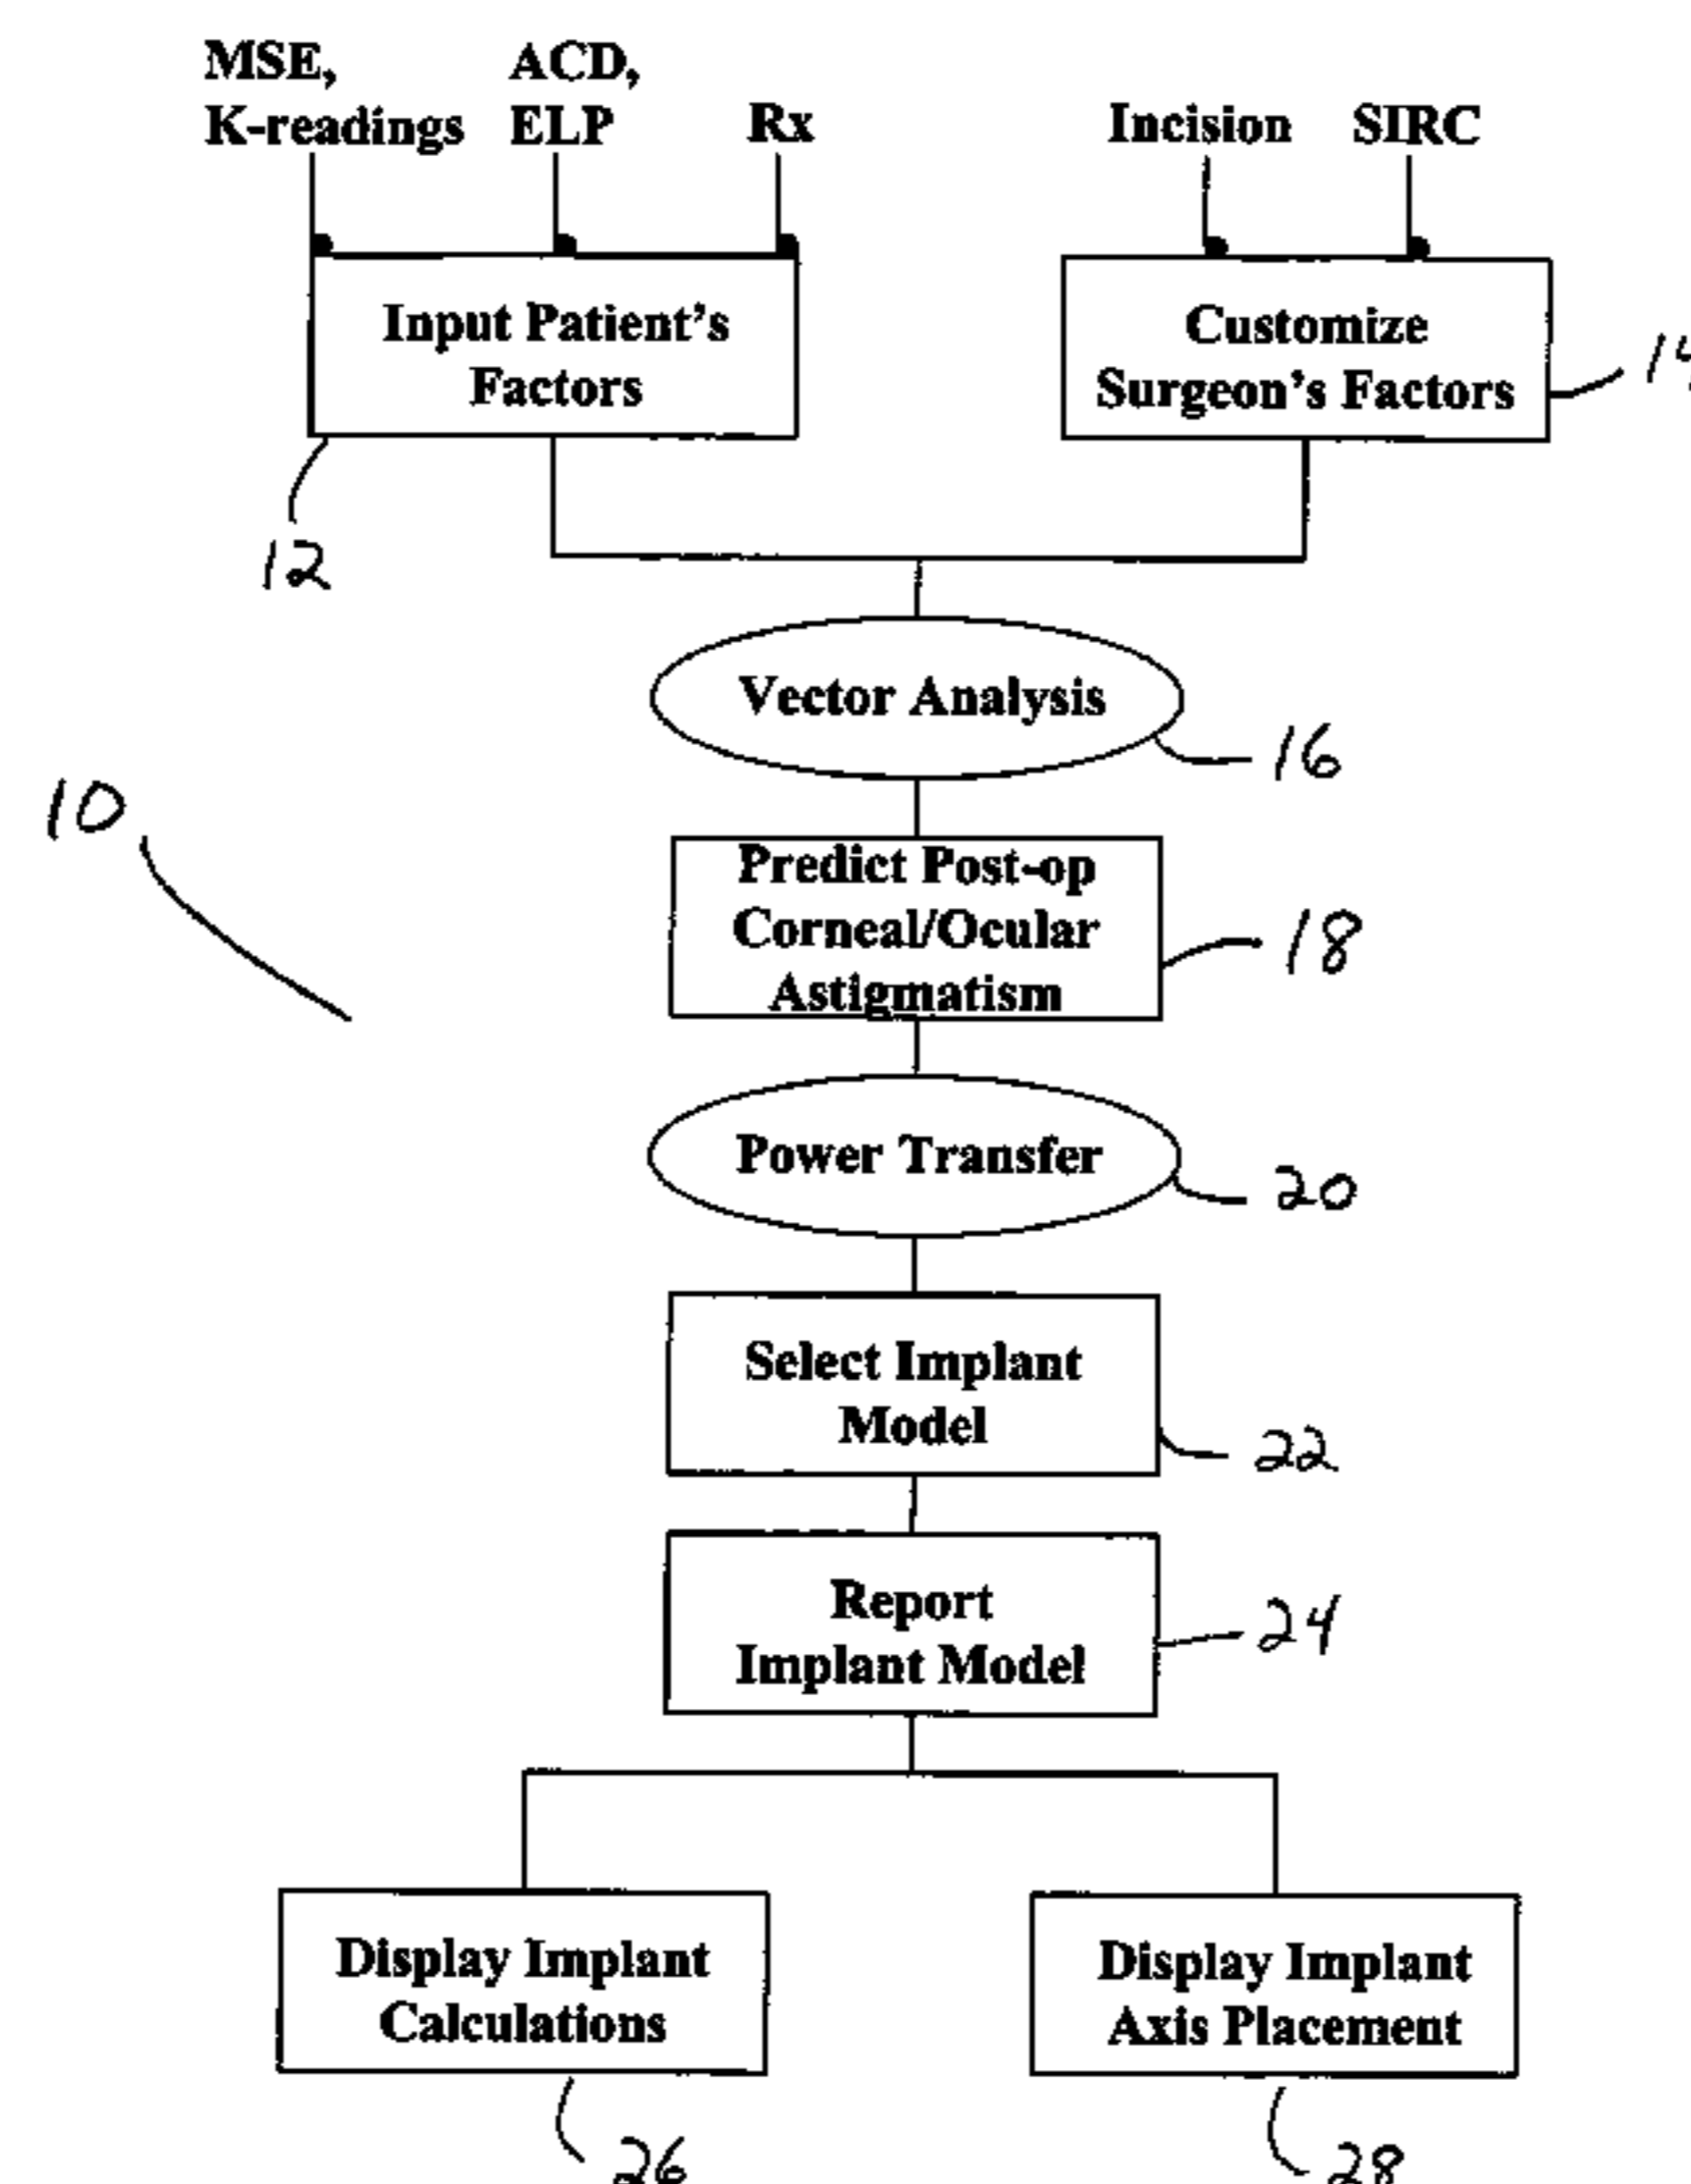 MSE,
K-readings
ACD,
ELP
Rx
Incision
SIRC
Input Patient's
Factors
Customize
Surgeon's Factors
14
12
Vector Analysis
16
10
Predict Post-op
Corneal/Ocular
Astigmatism
18
Power Transfer
20
Select Implant
Model
22
Report
Implant Model
24
Display Implant
Calculations
Display Implant
Axis Placement
26
28